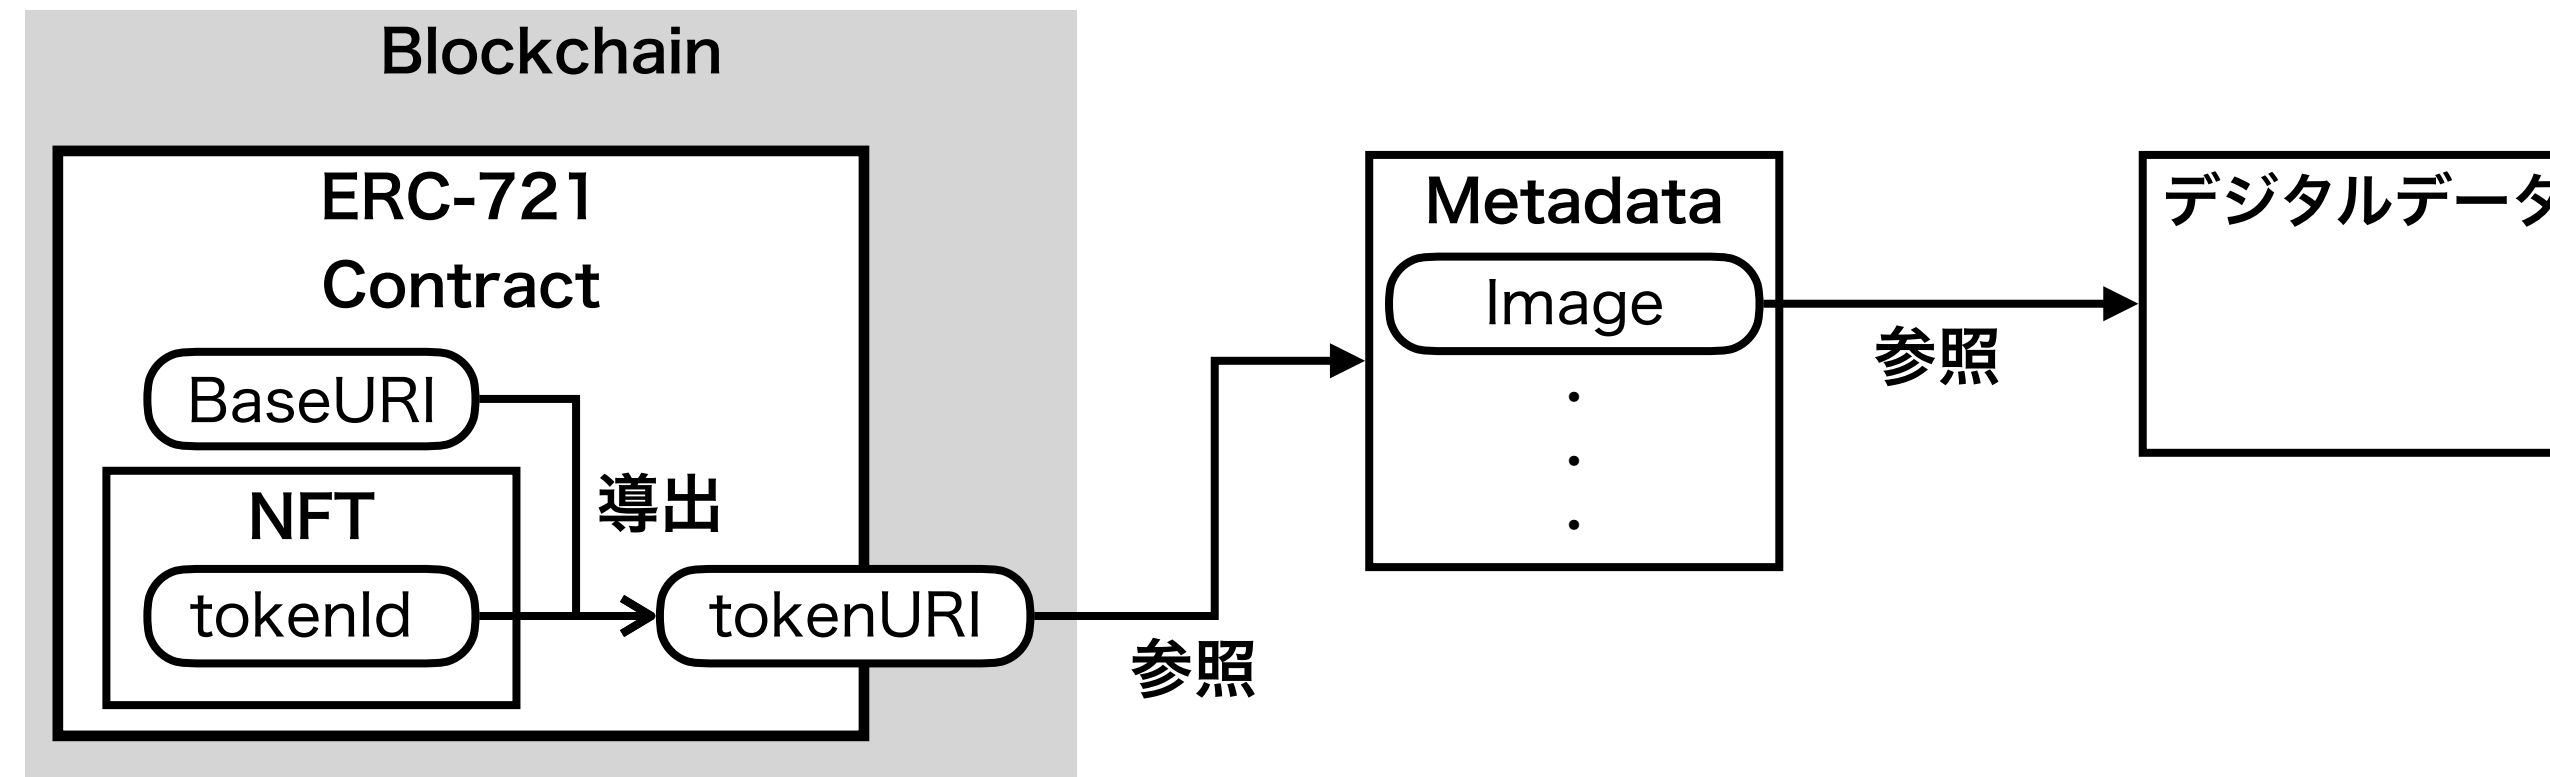 Blockchain
ERC-721
Contract
BaseURI
NFT
導出
tokenId
tokenURI
参照
Metadata
Image
参照
デジタルデータ